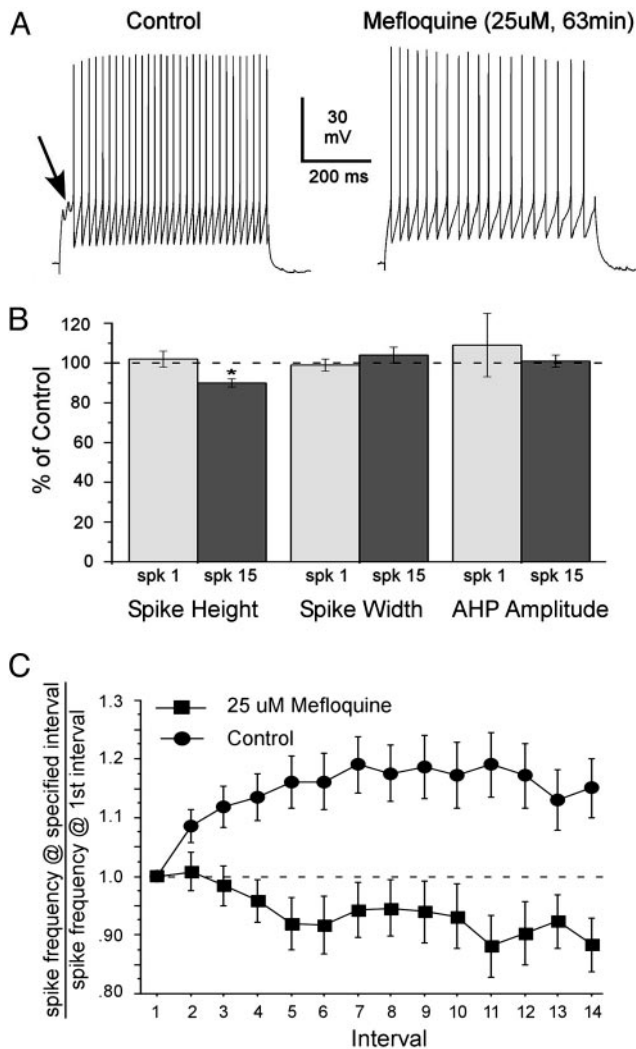 A
Control
Mefloquine (25uM, 63min)
30
mV
200 ms
B
% of Control
120
100
80
60
40
20
0
*
spk 1 spk 15 spk 1 spk 15 spk 1 spk 15
Spike Height Spike Width AHP Amplitude
C
spike frequency @ specified interval
spike frequency @ 1st interval
1.3
1.2
1.1
1.0
.90
.80
25 uM Mefloquine
Control
1 2 3 4 5 6 7 8 9 10 11 12 13 14
Interval